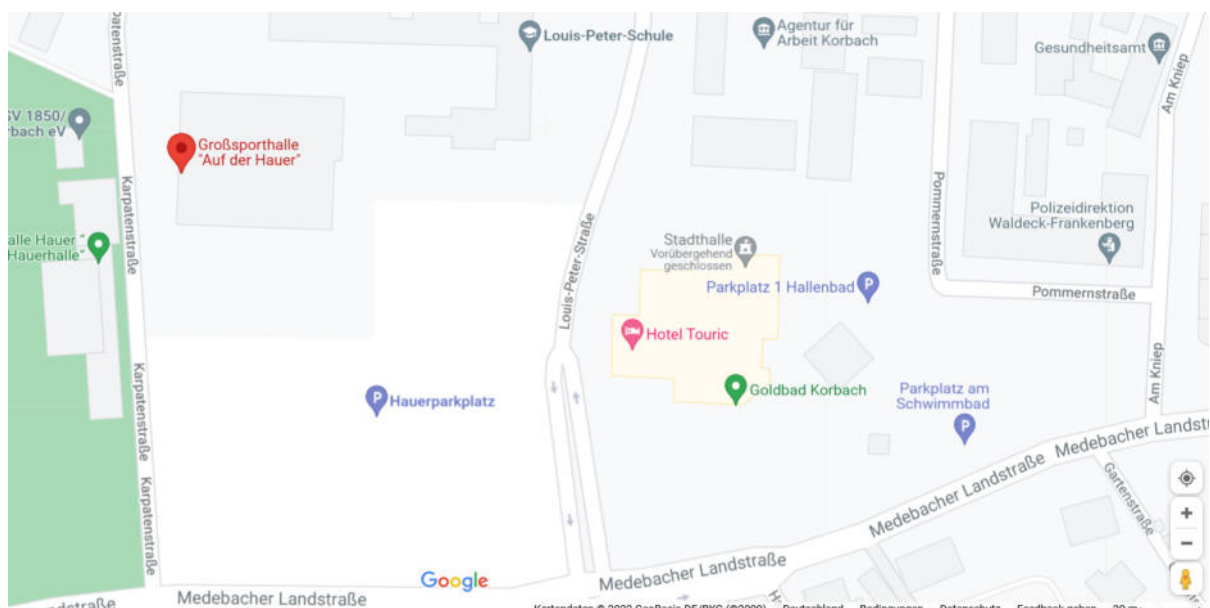 Karpatenstraße
Louis-Peter-Schule
Agentur für
Arbeit Korbach
Gesundheitsamt
Am Kniep
SV 1850/
rbach eV
Großsporthalle
"Auf der Hauer"
Karpatenstraße
Pommernstraße
Polizeidirektion
Waldeck-Frankenberg
alle Hauer "
Hauerhalle"
Louis-Peter-Straße
Stadthalle
Vorübergehend
geschlossen
Parkplatz 1 Hallenbad
Pommernstraße
Hotel Touric
Am Kniep
Karpatenstraße
Hauerparkplatz
Goldbad Korbach
Parkplatz am
Schwimmbad
Medebacher Landstr
Medebacher Landstraße
Gartenstraße
Karpatenstraße
Google
Medebacher Landstraße
Medebacher Landstraße